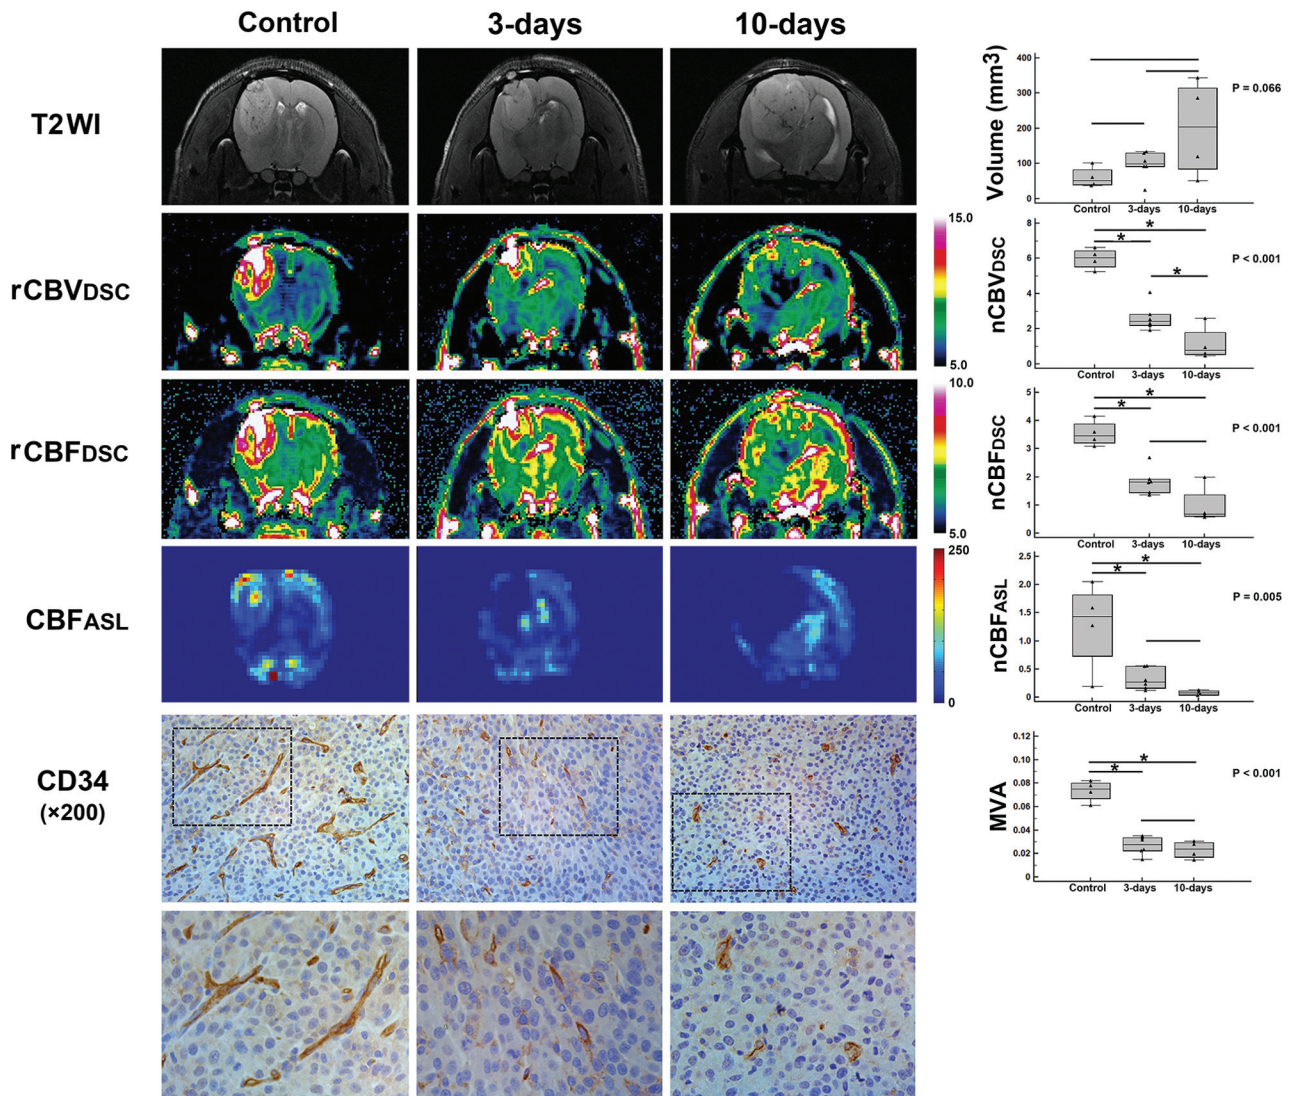 Control 3-days 10-days
T2WI
Volume (mm3)
400
300
200
100
0
P = 0.066
Control 3-days 10-days
rCBVDSC
15.0
5.0
nCBVDSC
8
6
4
2
0
* * *
P < 0.001
Control 3-days 10-days
rCBFDSC
10.0
5.0
nCBFDSC
5
4
3
2
1
0
* *
P < 0.001
Control 3-days 10-days
CBFASL
250
0
nCBFASL
2.5
2.0
1.5
1.0
0.5
0
* *
P = 0.005
Control 3-days 10-days
CD34
(×200)
MVA
0.12
0.10
0.08
0.06
0.04
0.02
0
* *
P < 0.001
Control 3-days 10-days